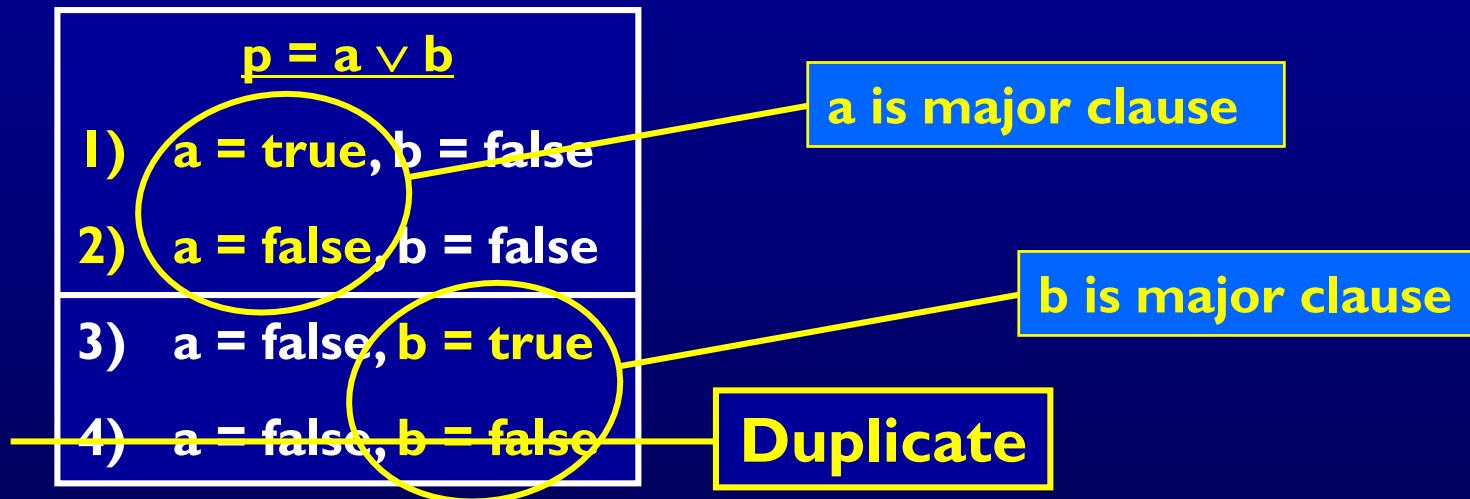 p = a ∨ b
1) a = true, b = false
2) a = false, b = false
3) a = false, b = true
4) a = false, b = false
a is major clause
b is major clause
Duplicate